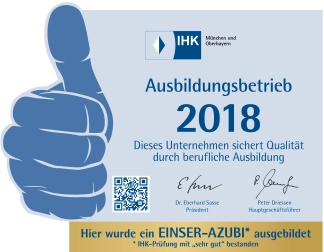 IHK
München und
Oberbayern
Ausbildungsbetrieb
2018
Dieses Unternehmen sichert Qualität
durch berufliche Ausbildung
Dr. Eberhard Sasse
Präsident
Peter Driessen
Hauptgeschäftsführer
Hier wurde ein EINSER-AZUBI* ausgebildet
* IHK-Prüfung mit „sehr gut" bestanden